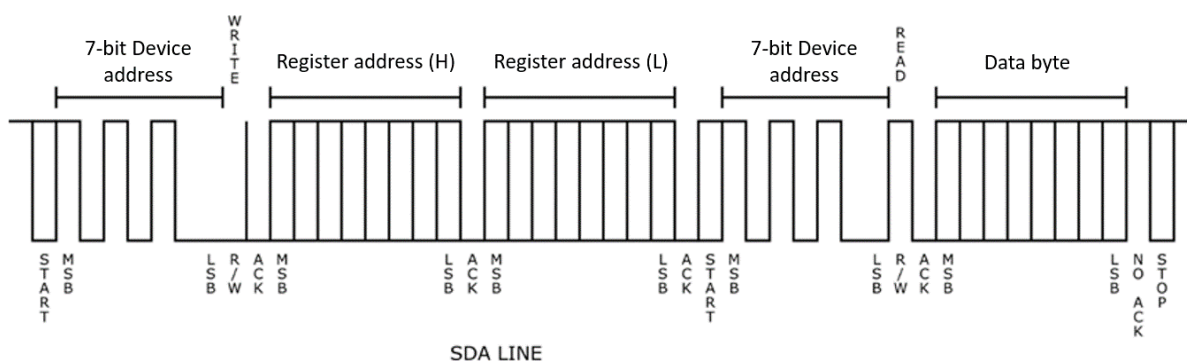 WRITE
READ
7-bit Device
address
Register address (H)
Register address (L)
7-bit Device
address
Data byte
START
MSB
LSB
R/W
ACK
MSB
LSB
ACK
MSB
LSB
ACK
START
MSB
LSB
R/W
ACK
MSB
LSB
NO ACK
STOP
SDA LINE